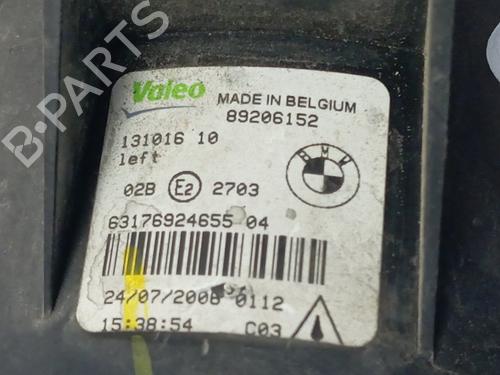 Valeo MADE IN BELGIUM
89206152
131016 10
left
BMW
02B E2 2703
63176924655 04
24/07/2008 0112
15:38:54 C03
B-PARTS